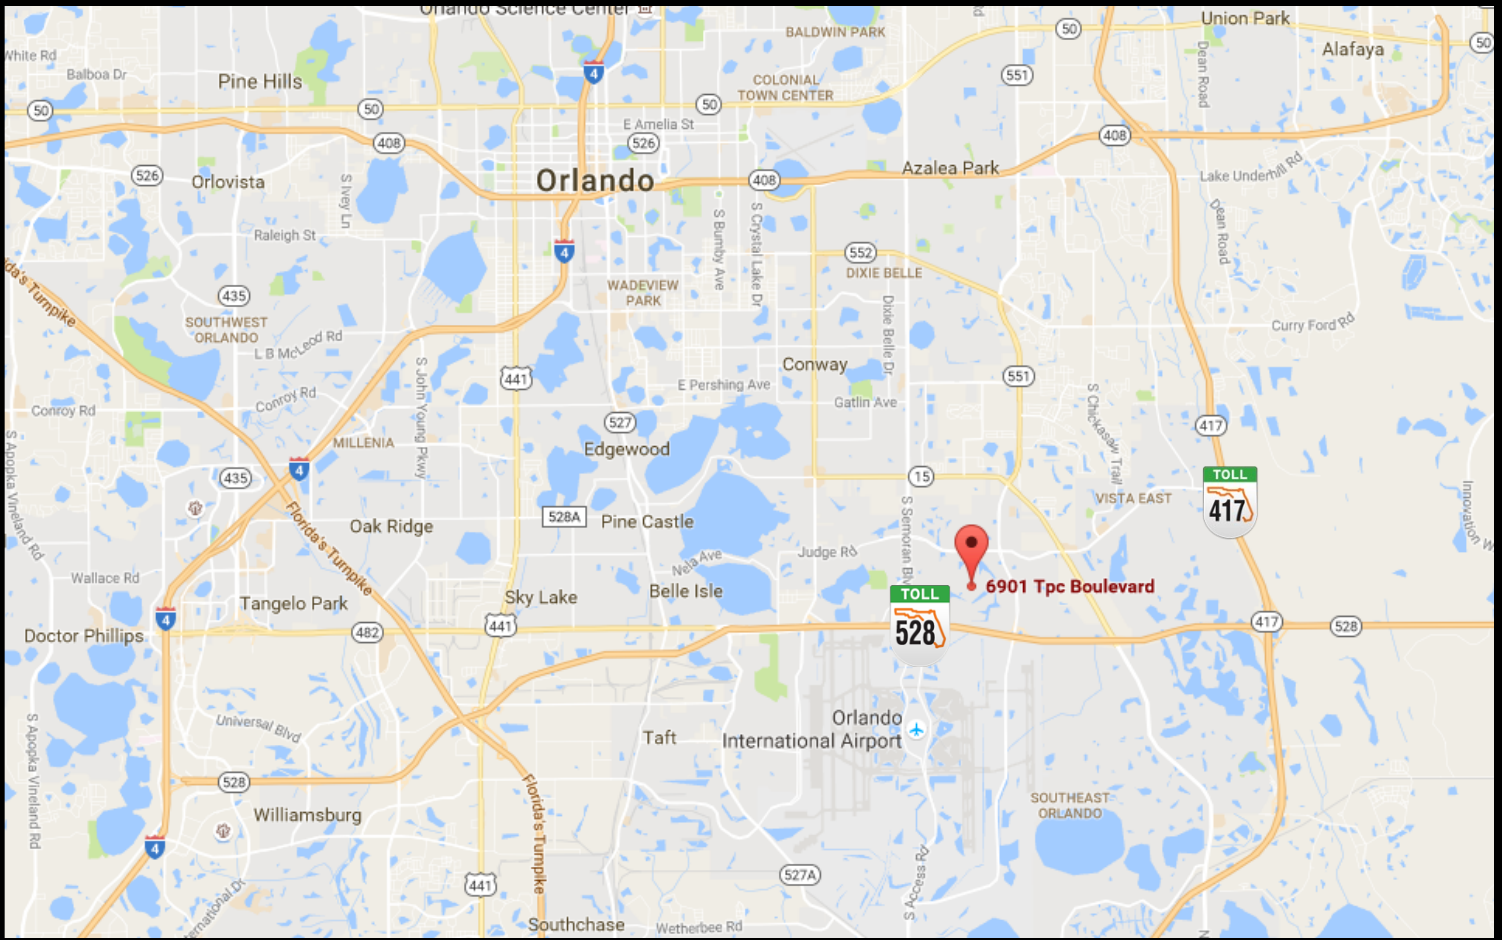 Orlando Science Center
Union Park
BALDWIN PARK
50
Alafaya
50
White Rd
Balboa Dr
Pine Hills
4
COLONIAL
TOWN CENTER
551
Dean Road
50
50
50
E Amelia St
408
526
408
526
Orlovista
S Ivey Ln
Orlando
408
Azalea Park
Lake Underhill Rd
Dean Road
Raleigh St
4
S Bumby Ave
S Crystal Lake Dr
552
DIXIE BELLE
ida's Turnpike
435
WADEVIEW
PARK
Dixie Belle Dr
SOUTHWEST
ORLANDO
L B McLeod Rd
Curry Ford Rd
S John Young Pkwy
441
Conway
551
E Pershing Ave
Conroy Rd
Conroy Rd
Gatlin Ave
S Chickasaw Trail
527
417
MILLENIA
Edgewood
S Apopka Vineland Rd
4
435
15
TOLL
417
VISTA EAST
Innovation W
Florida's Turnpike
Oak Ridge
528A
Pine Castle
S Semoran Blv
Judge Rd
Nela Ave
Wallace Rd
Sky Lake
Belle Isle
6901 Tpc Boulevard
TOLL
528
Tangelo Park
4
441
417
528
Doctor Phillips
482
S Apopka Vineland Rd
Universal Blvd
Taft
Orlando
International Airport
528
Florida's Turnpike
SOUTHEAST
ORLANDO
Williamsburg
4
441
527A
S Access Rd
ernational Dr
Southchase
Wetherbee Rd